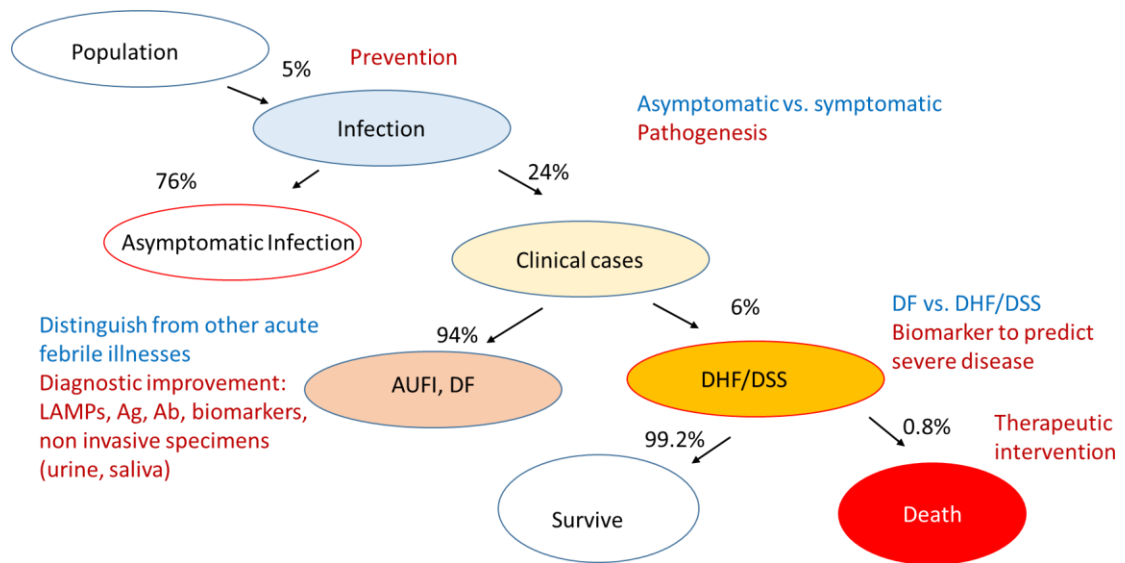 Population
5%
Prevention
Infection
Asymptomatic vs. symptomatic
Pathogenesis
76%
24%
Asymptomatic Infection
Clinical cases
Distinguish from other acute
febrile illnesses
Diagnostic improvement:
LAMPs, Ag, Ab, biomarkers,
non invasive specimens
(urine, saliva)
94%
6%
DF vs. DHF/DSS
Biomarker to predict
severe disease
AUFI, DF
DHF/DSS
99.2%
0.8%
Therapeutic
intervention
Survive
Death